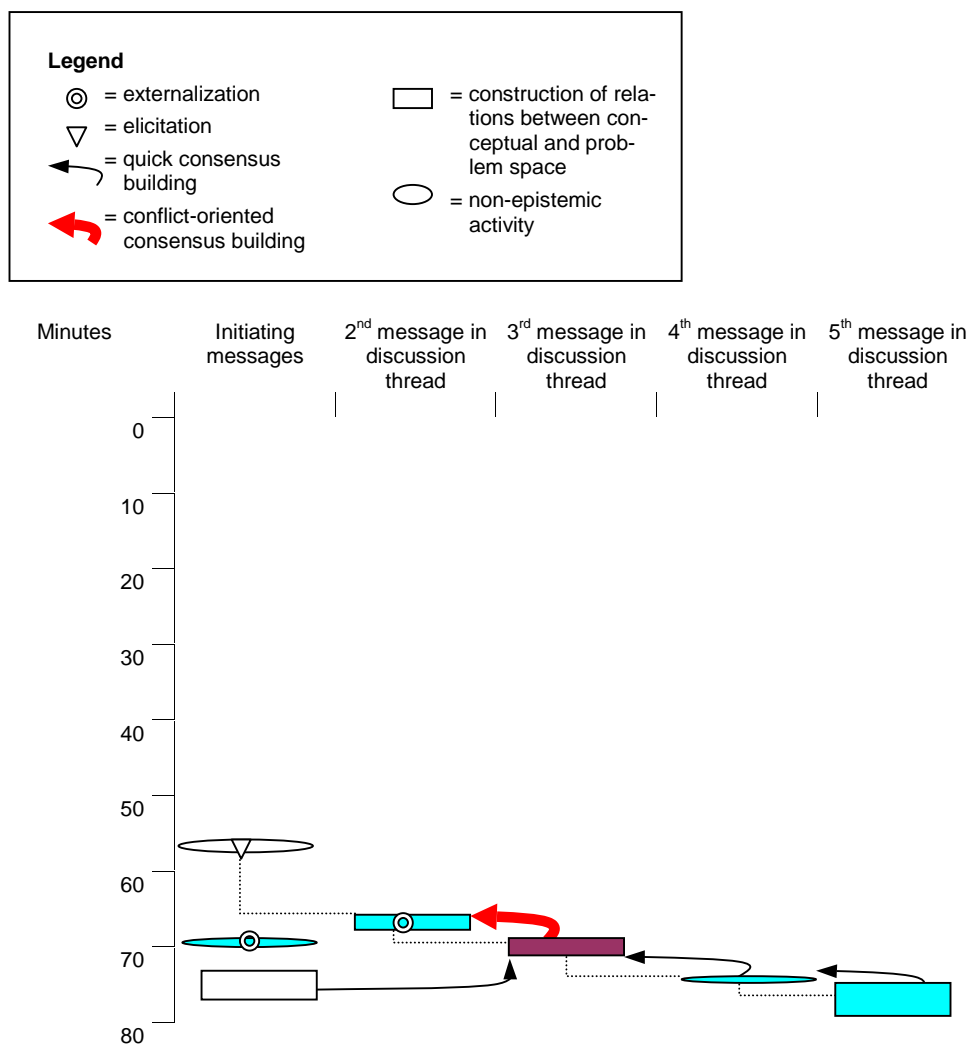 Legend
= externalization
= elicitation
= quick consensus
building
= conflict-oriented
consensus building
= construction of rela-
tions between con-
ceptual and prob-
lem space
= non-epistemic
activity
Minutes
Initiating
messages
2nd message in
discussion
thread
3rd message in
discussion
thread
4th message in
discussion
thread
5th message in
discussion
thread
0
10
20
30
40
50
60
70
80